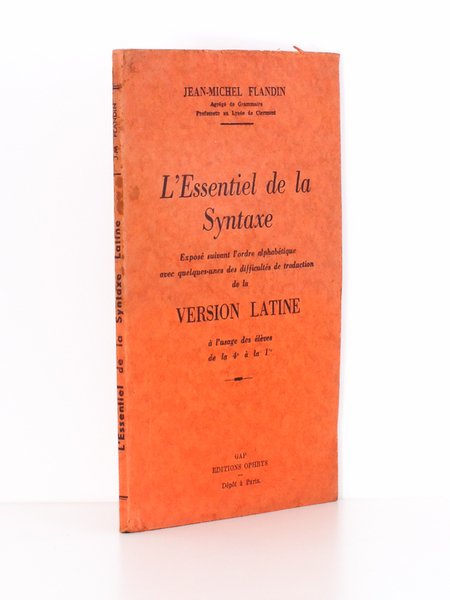 JEAN-MICHEL FLANDIN
Agrégé de Grammaire
Professeur au Lycée de Clermont
L'Essentiel de la
Syntaxe
Exposé suivant l'ordre alphabétique
avec quelques-unes des difficultés de traduction
de la
VERSION LATINE
à l'usage des élèves
de la 4e à la 1re
GAP
EDITIONS OPHRYS
Dépôt à Paris.
L'Essentiel de la Syntaxe Latine
J.M FLANDIN